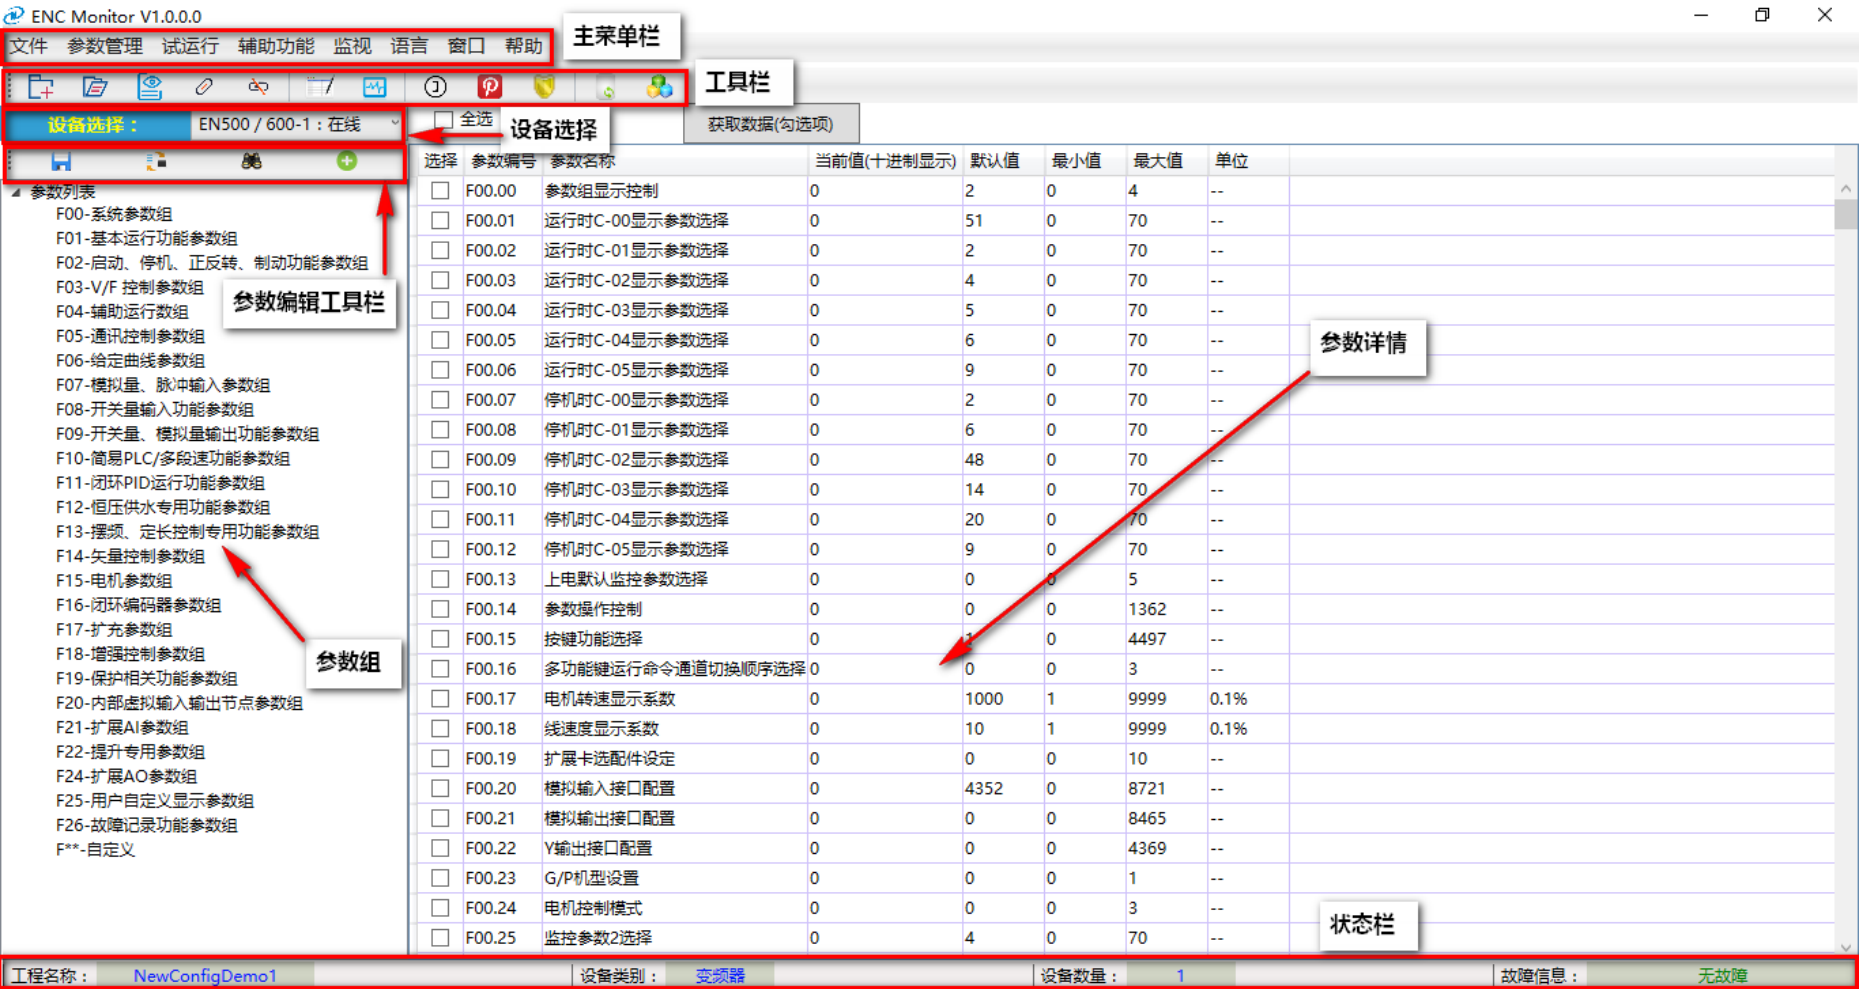 ENC Monitor V1.0.0.0
文件 参数管理 试运行 辅助功能 监视 语言 窗口 帮助
主菜单栏
工具栏
设备选择： EN500 / 600-1：在线
全选
设备选择
获取数据(勾选项)
选择 参数编号 参数名称 当前值(十进制显示) 默认值 最小值 最大值 单位
参数列表
F00-系统参数组
F01-基本运行功能参数组
F02-启动、停机、正反转、制动功能参数组
F03-V/F 控制参数组
F04-辅助运行数组
F05-通讯控制参数组
F06-给定曲线参数组
F07-模拟量、脉冲输入参数组
F08-开关量输入功能参数组
F09-开关量、模拟量输出功能参数组
F10-简易PLC/多段速功能参数组
F11-闭环PID运行功能参数组
F12-恒压供水专用功能参数组
F13-摆频、定长控制专用功能参数组
F14-矢量控制参数组
F15-电机参数组
F16-闭环编码器参数组
F17-扩充参数组
F18-增强控制参数组
F19-保护相关功能参数组
F20-内部虚拟输入输出节点参数组
F21-扩展AI参数组
F22-提升专用参数组
F24-扩展AO参数组
F25-用户自定义显示参数组
F26-故障记录功能参数组
F**-自定义
参数编辑工具栏
参数组
F00.00 参数组显示控制 0 2 0 4 --
F00.01 运行时C-00显示参数选择 0 51 0 70 --
F00.02 运行时C-01显示参数选择 0 2 0 70 --
F00.03 运行时C-02显示参数选择 0 4 0 70 --
F00.04 运行时C-03显示参数选择 0 5 0 70 --
F00.05 运行时C-04显示参数选择 0 6 0 70 --
F00.06 运行时C-05显示参数选择 0 9 0 70 --
F00.07 停机时C-00显示参数选择 0 2 0 70 --
F00.08 停机时C-01显示参数选择 0 6 0 70 --
F00.09 停机时C-02显示参数选择 0 48 0 70 --
F00.10 停机时C-03显示参数选择 0 14 0 70 --
F00.11 停机时C-04显示参数选择 0 20 0 70 --
F00.12 停机时C-05显示参数选择 0 9 0 70 --
F00.13 上电默认监控参数选择 0 0 0 5 --
F00.14 参数操作控制 0 0 0 1362 --
F00.15 按键功能选择 0 1 0 4497 --
F00.16 多功能键运行命令通道切换顺序选择 0 0 0 3 --
F00.17 电机转速显示系数 0 1000 1 9999 0.1%
F00.18 线速度显示系数 0 10 1 9999 0.1%
F00.19 扩展卡选配件设定 0 0 0 10 --
F00.20 模拟输入接口配置 0 4352 0 8721 --
F00.21 模拟输出接口配置 0 0 0 8465 --
F00.22 Y输出接口配置 0 0 0 4369 --
F00.23 G/P机型设置 0 0 0 1 --
F00.24 电机控制模式 0 0 0 3 --
F00.25 监控参数2选择 0 4 0 70 --
参数详情
状态栏
工程名称： NewConfigDemo1 设备类别： 变频器 设备数量： 1 故障信息： 无故障